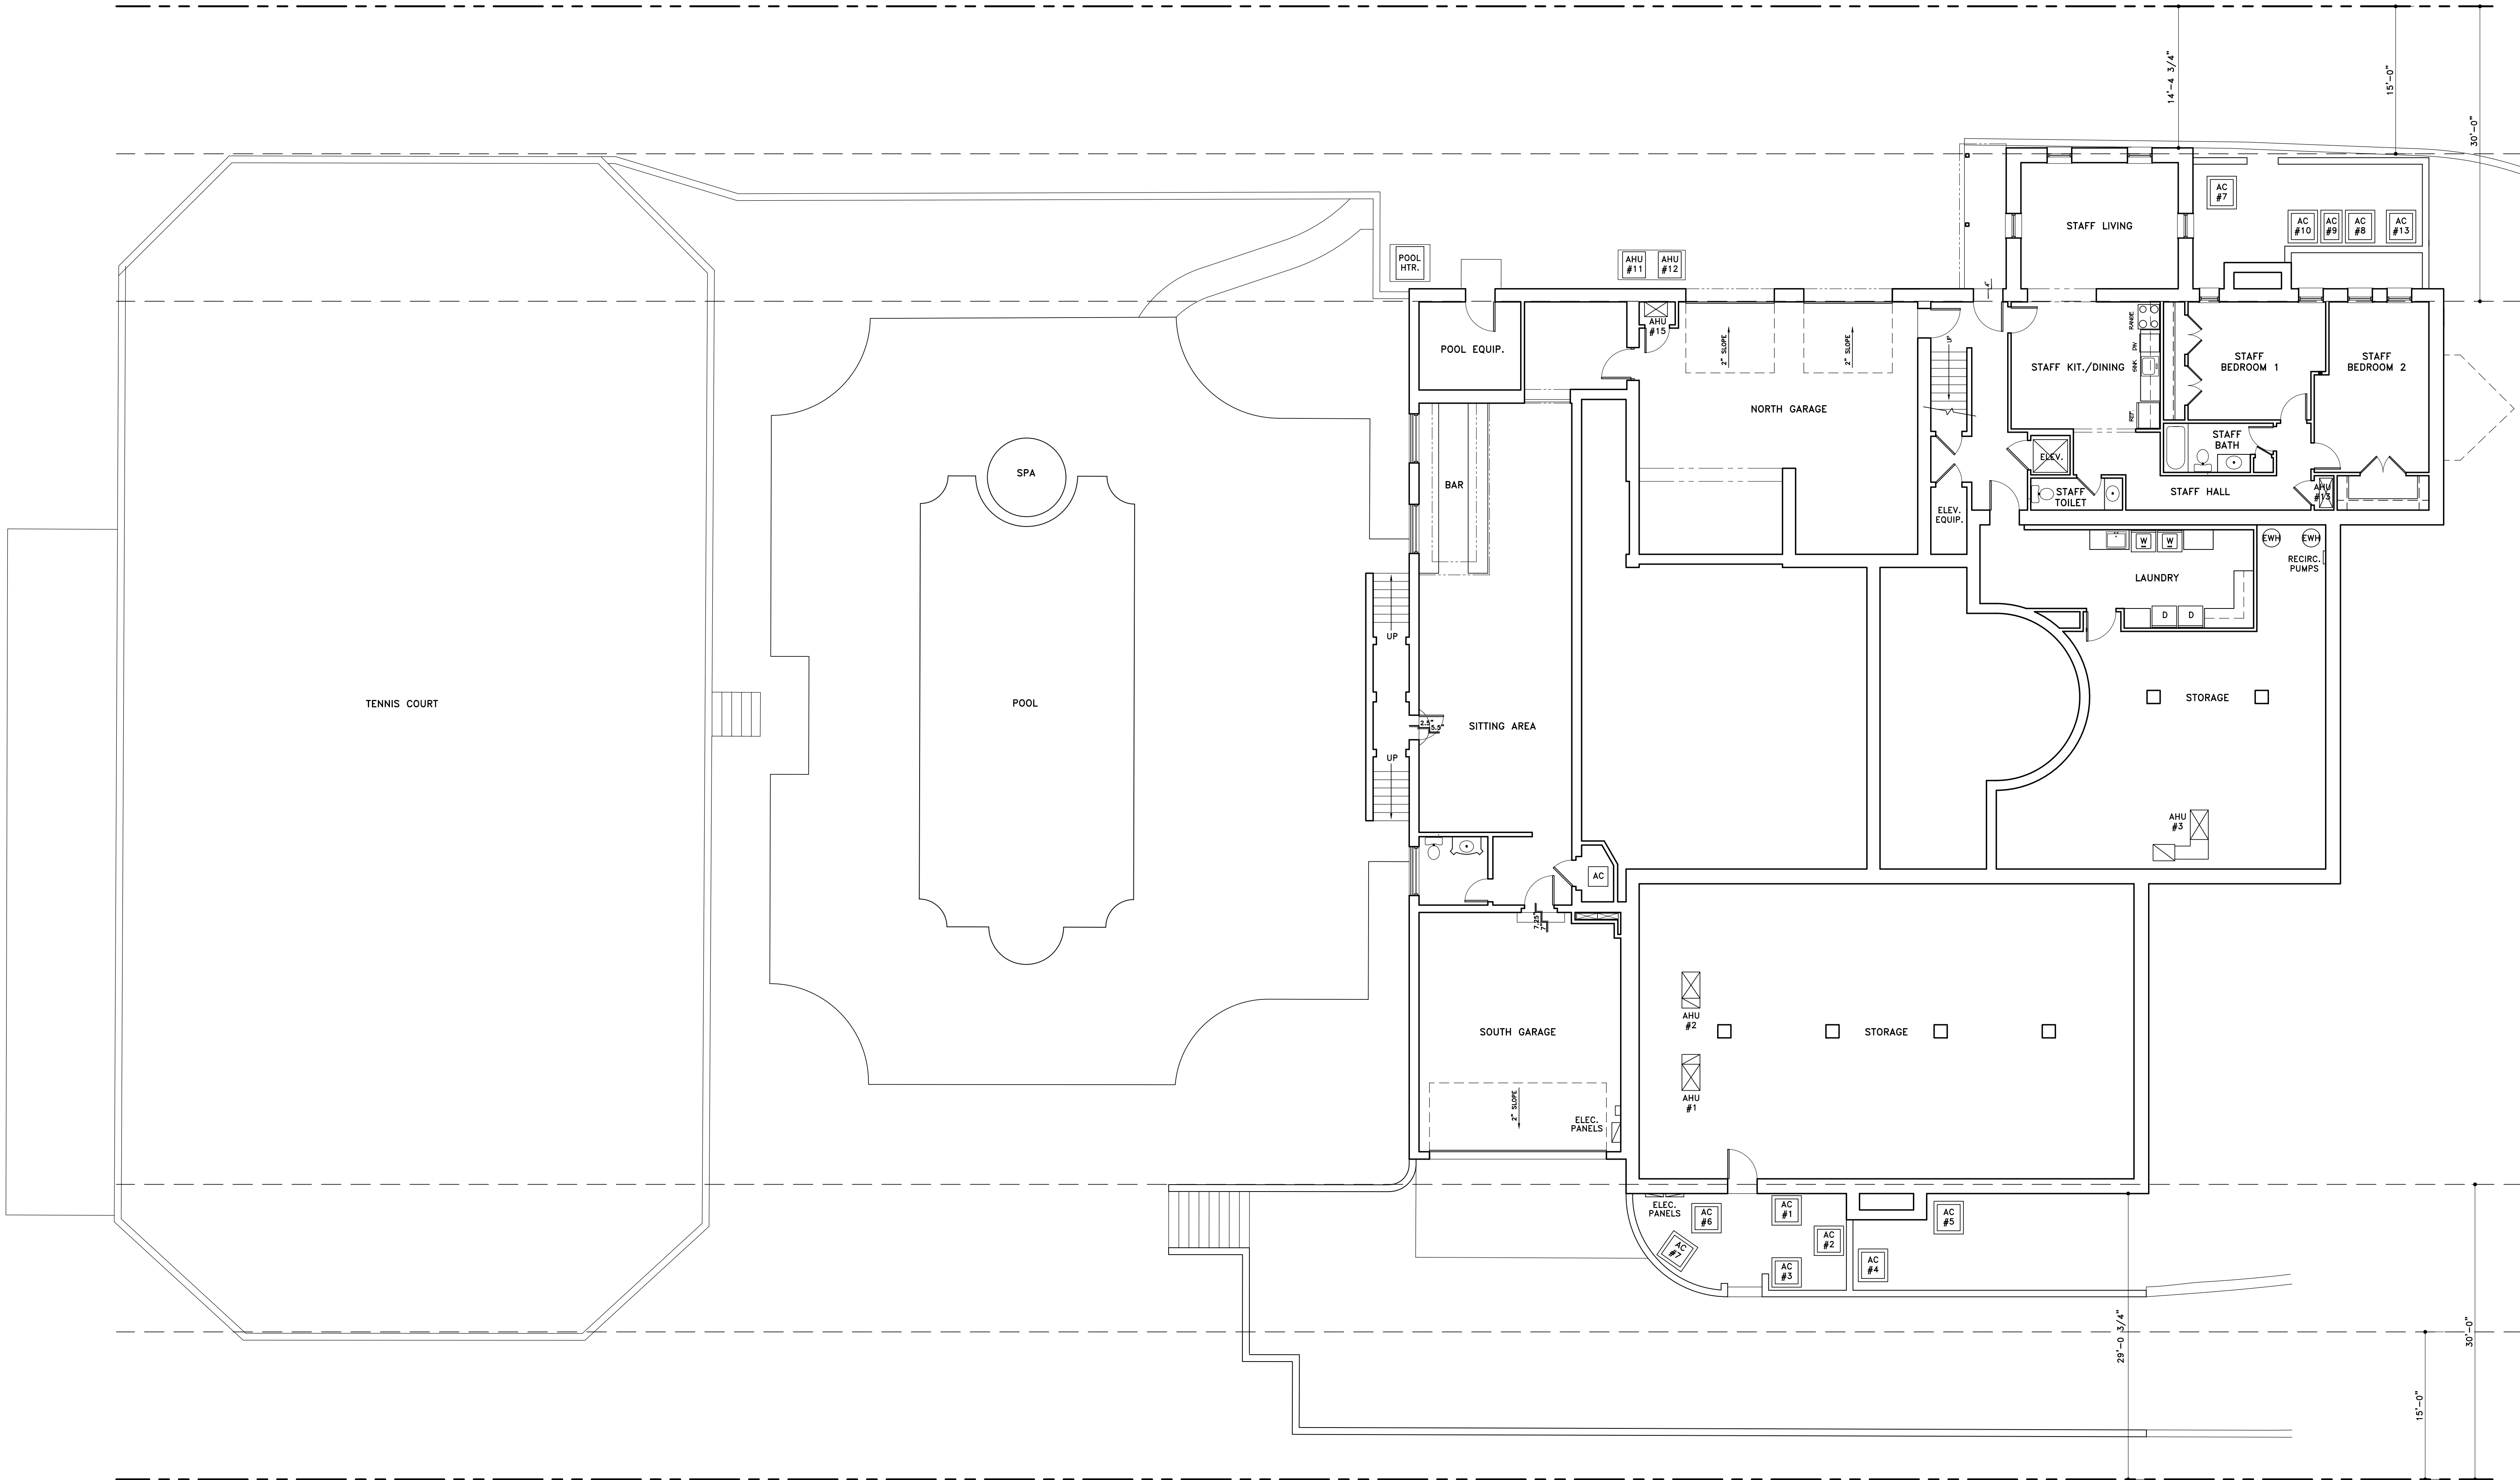 14'-4 3/4"
15'-0"
30'-0"
AC
#7
AC
#10
AC
#9
AC
#8
AC
#13
STAFF LIVING
POOL
HTR.
AHU
#11
AHU
#12
AHU
#15
2" SLOPE
2" SLOPE
UP
POOL EQUIP.
RANGE
DW
SINK
REF.
STAFF KIT./DINING
STAFF
BEDROOM 1
STAFF
BEDROOM 2
NORTH GARAGE
STAFF
BATH
ELEV.
SPA
BAR
STAFF
TOILET
STAFF HALL
AHU
#13
ELEV.
EQUIP.
W
W
EWH
EWH
RECIRC.
PUMPS
LAUNDRY
D
D
UP
TENNIS COURT
POOL
2.5"
5.5"
SITTING AREA
STORAGE
UP
AHU
#3
AC
7.25"
7"
AHU
#2
SOUTH GARAGE
STORAGE
AHU
#1
2" SLOPE
ELEC.
PANELS
ELEC.
PANELS
AC
#6
AC
#1
AC
#5
AC
#2
AC
#7
AC
#3
AC
#4
29'-0 3/4"
30'-0"
15'-0"